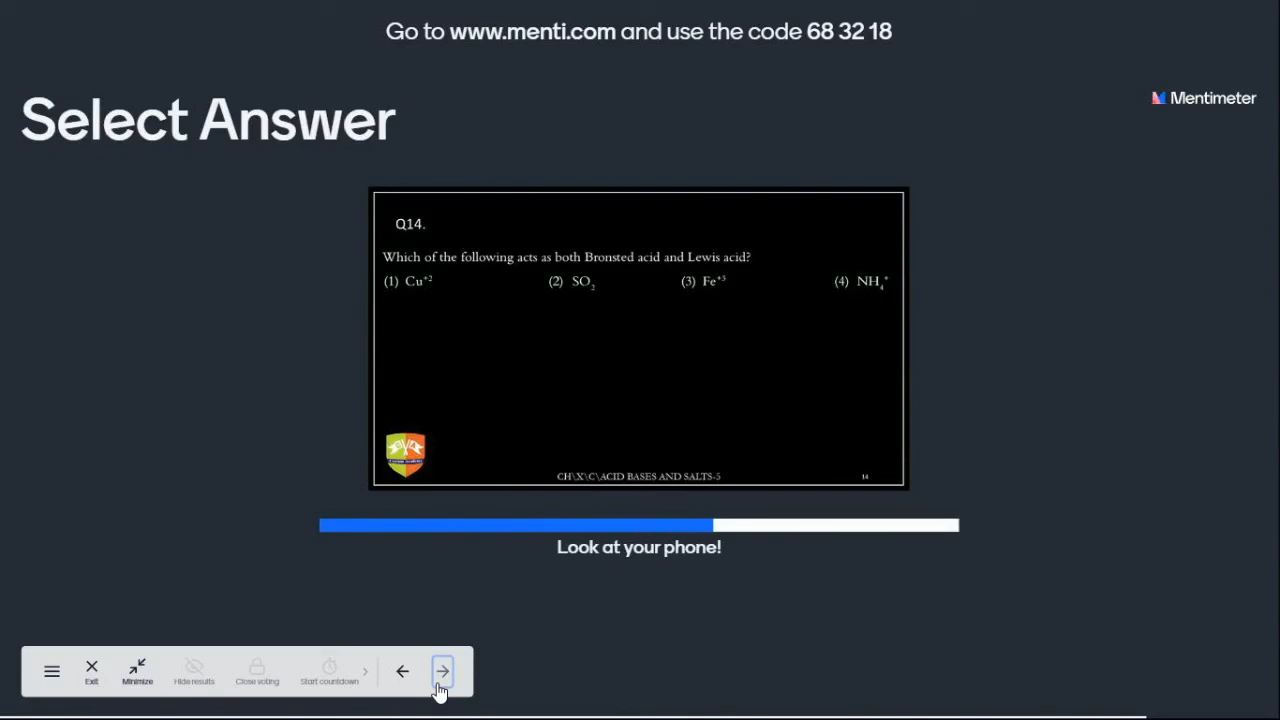 Go to www.menti.com and use the code 68 32 18
Select Answer
Mentimeter
Q14.
Which of the following acts as both Bronsted acid and Lewis acid?
(1) Cu⁺² (2) SO₂ (3) Fe⁺³ (4) NH₄⁺
CH\X\C\ACID BASES AND SALTS-5 14
Look at your phone!
Exit Minimize Hide results Close voting Start countdown